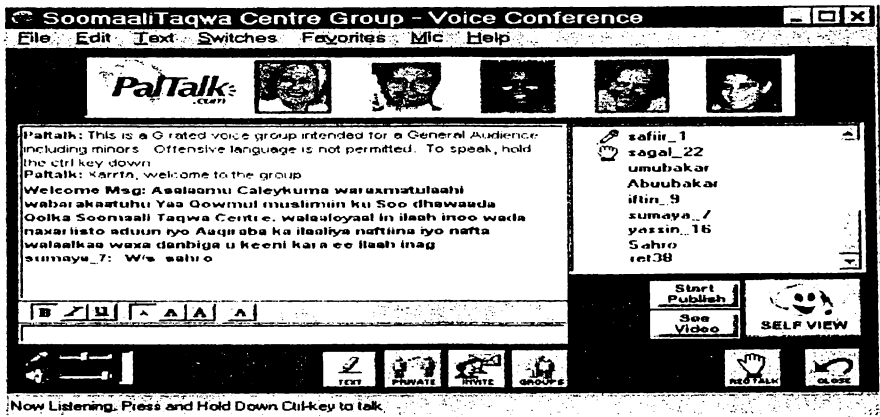 SoomaaliTaqwa Centre Group - Voice Conference
File Edit Text Switches Favorites Mic Help
PalTalk
.com
Paltalk: This is a G rated voice group intended for a General Audience
including minors. Offensive language is not permitted. To speak, hold
the ctrl key down
Paltalk: Karrta, welcome to the group
Welcome Msg: Asalaamu Caleykuma waraxmatulaahi
wabarakaatuhu Yaa Qowmul muslimiin ku Soo dhawaada
Qolka Soomaali Taqwa Centre, walaaloyaal in ilaah inoo wada
naxariisto aduun iyo Aaqiraba ka ilaaliya naftiina iyo nafta
walaalkaa waxa danbiga u keeni kara ee ilaah inag
sumaya_7: W/s sahro
safiir_1
sagal_22
umubakar
Abuubakar
iftin_9
sumaya_7
yassin_16
Sahro
ret38
B I U A A A A
Start
Publish
See
Video
SELF VIEW
TEXT PRIVATE INVITE GROUPS REQ TALK CLOSE
Now Listening. Press and Hold Down Ctrl-key to talk